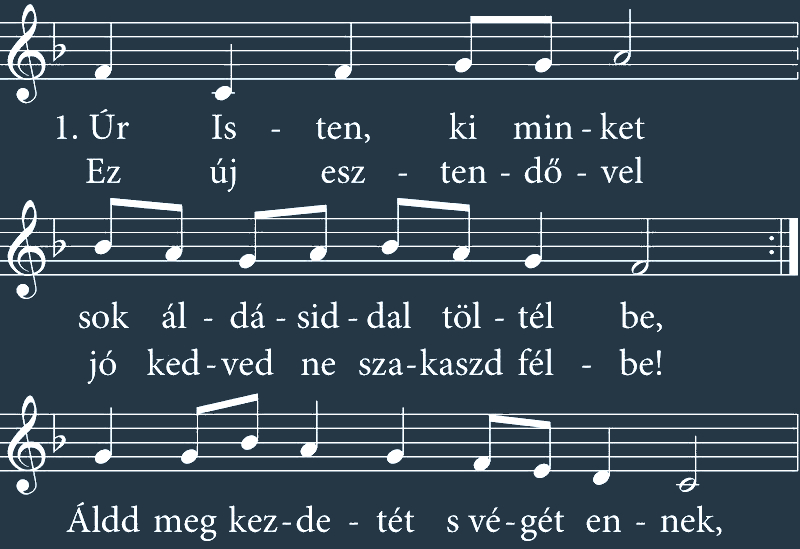 1. Úr Is - ten, ki min - ket
Ez új esz - ten - dő - vel
sok ál - dá - sid - dal töl - tél be,
jó ked - ved ne sza - kaszd fél - be!
Áldd meg kez - de - tét s vé - gét en - nek,